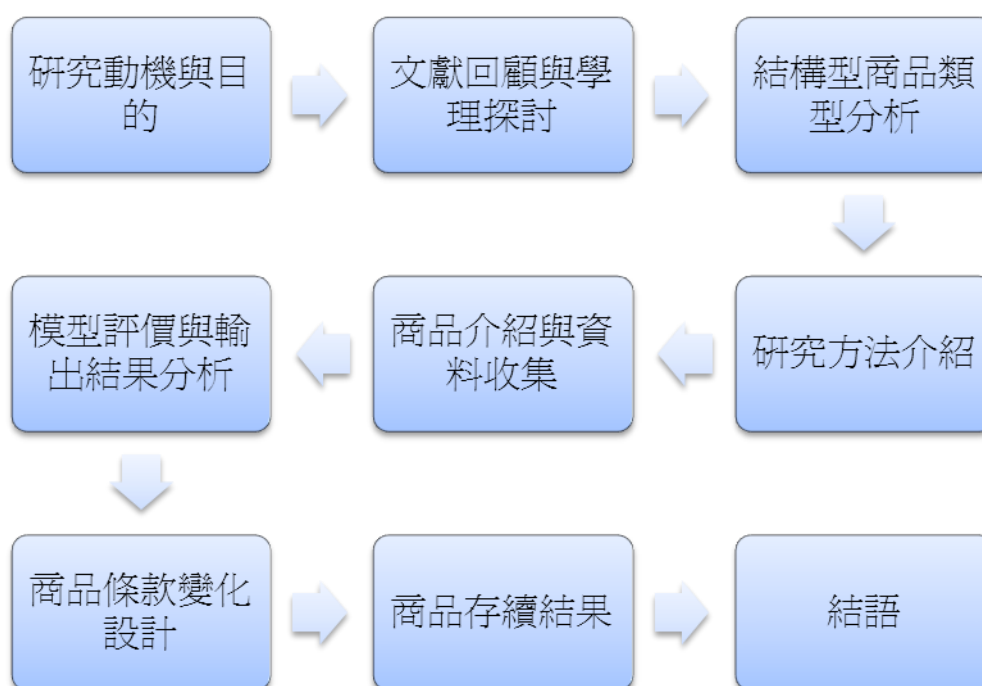 研究動機與目
的
文獻回顧與學
理探討
結構型商品類
型分析
研究方法介紹
商品介紹與資
料收集
模型評價與輸
出結果分析
商品條款變化
設計
商品存續結果
結語